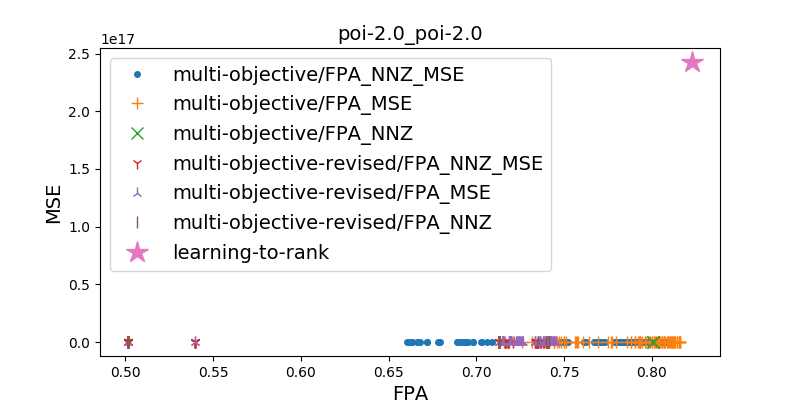 poi-2.0_poi-2.0
1e17
2.5
2.0
1.5
1.0
0.5
0.0
MSE
multi-objective/FPA_NNZ_MSE
multi-objective/FPA_MSE
multi-objective/FPA_NNZ
multi-objective-revised/FPA_NNZ_MSE
multi-objective-revised/FPA_MSE
multi-objective-revised/FPA_NNZ
learning-to-rank
0.50 0.55 0.60 0.65 0.70 0.75 0.80
FPA